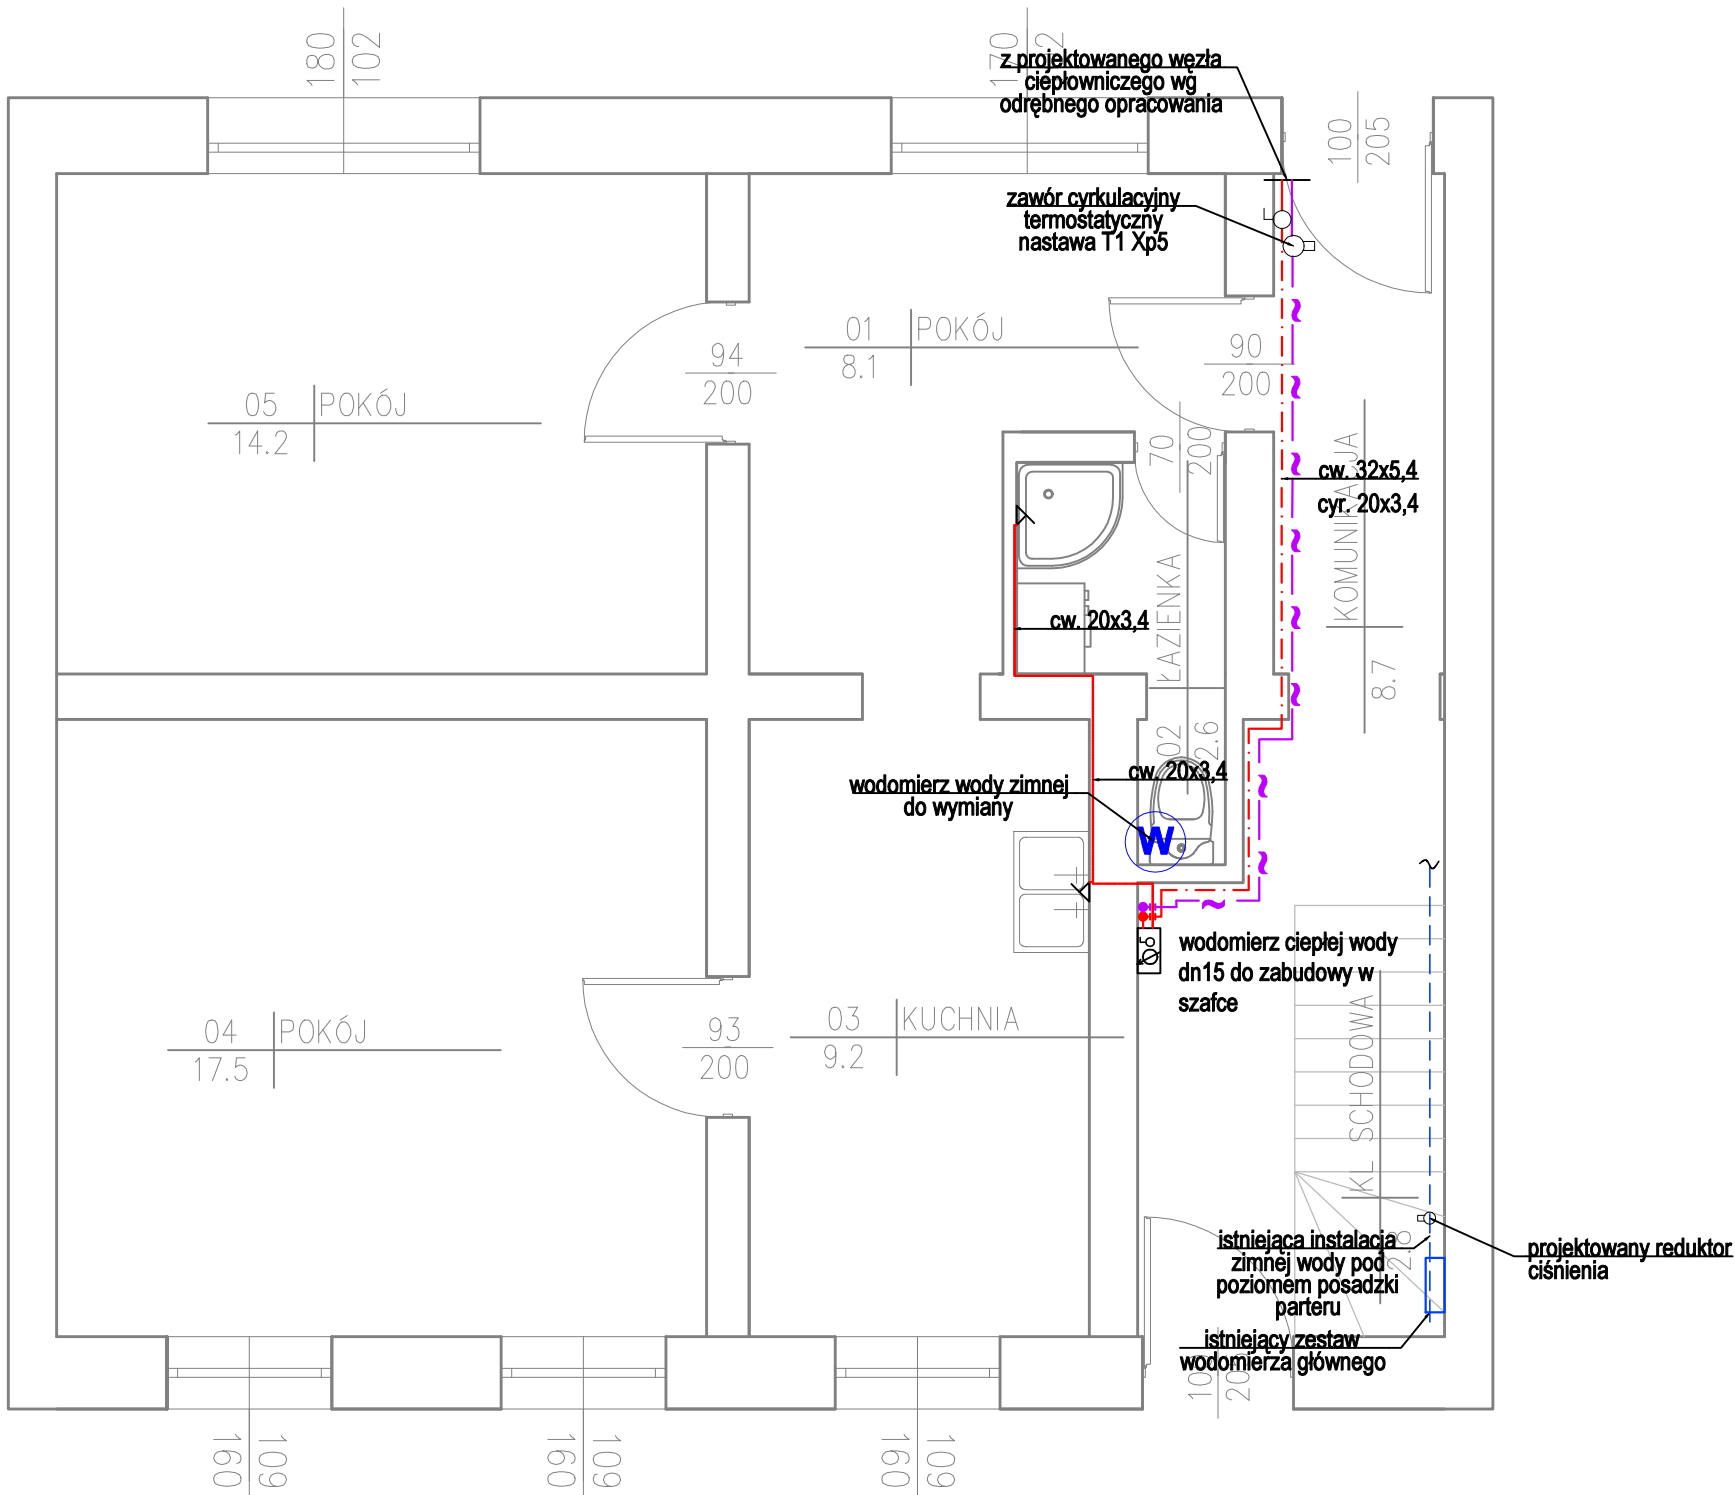 180
102
170
z projektowanego węzła
ciepłowniczego wg
odrębnego opracowania
100
205
zawór cyrkulacyjny
termostatyczny
nastawa T1 Xp5
01
POKÓJ
8.1
94
200
90
200
05
POKÓJ
14.2
70
200
cw. 32x5,4
cyr. 20x3,4
KOMUNIKACJA
8.7
cw. 20x3,4
ŁAZIENKA
02
2.6
cw. 20x3,4
wodomierz wody zimnej
do wymiany
W
wodomierz ciepłej wody
dn15 do zabudowy w
szafce
04
POKÓJ
17.5
93
200
03
KUCHNIA
9.2
KL SCHODOWA
2.8
istniejąca instalacja
zimnej wody pod
poziomem posadzki
parteru
projektowany reduktor
ciśnienia
istniejący zestaw
wodomierza głównego
109
160
109
160
109
160